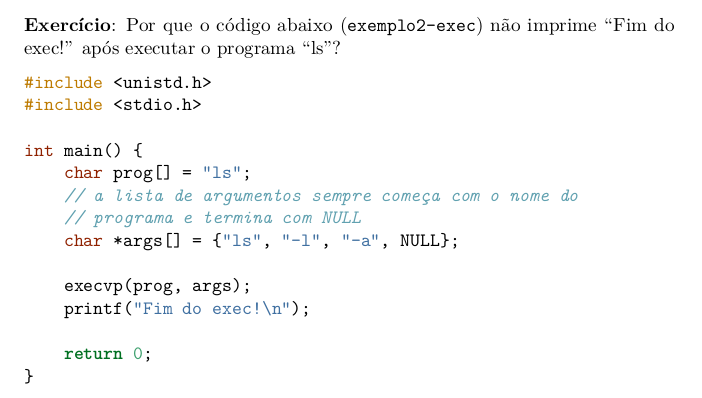 Exercício: Por que o código abaixo (exemplo2-exec) não imprime “Fim do
exec!” após executar o programa “ls”?
#include <unistd.h>
#include <stdio.h>
int main() {
    char prog[] = "ls";
    // a lista de argumentos sempre começa com o nome do
    // programa e termina com NULL
    char *args[] = {"ls", "-l", "-a", NULL};
    execvp(prog, args);
    printf("Fim do exec!\n");
    return 0;
}